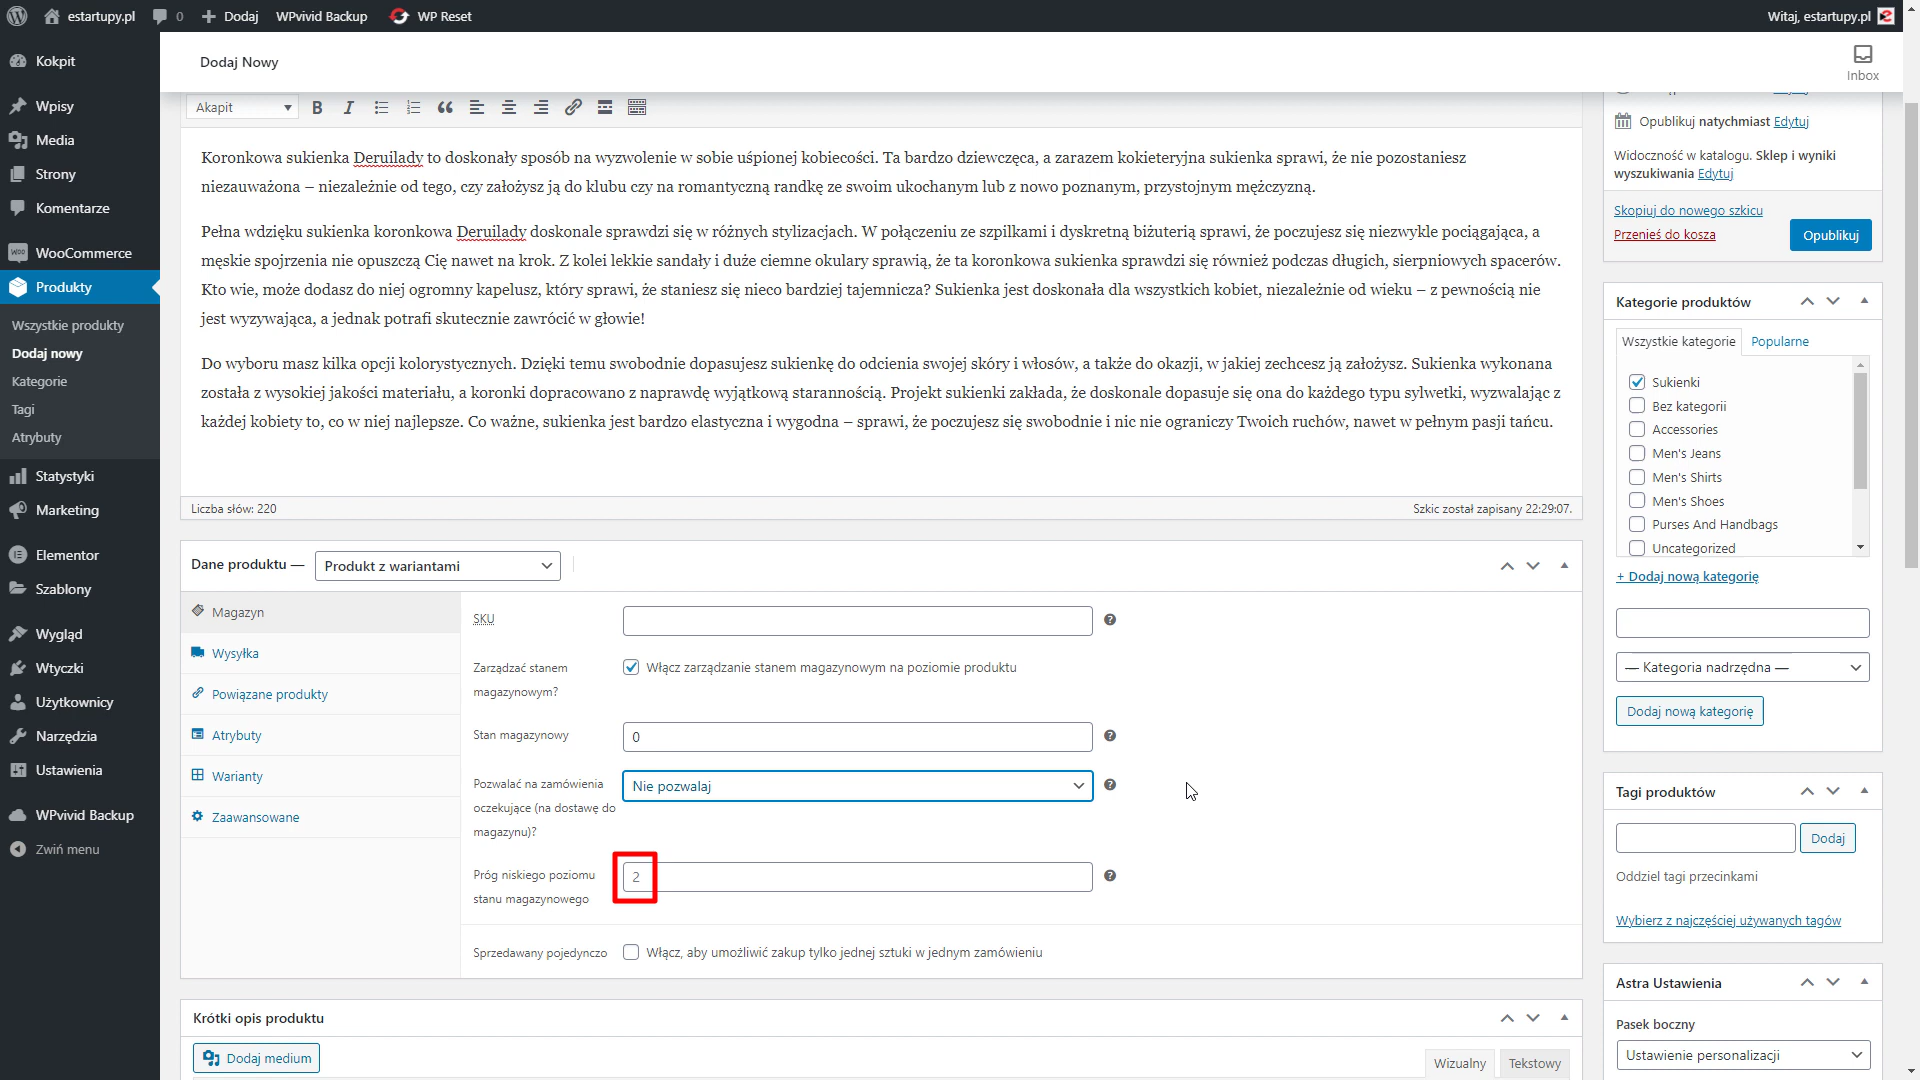 estartupy.pl
0
Dodaj
WPvivid Backup
WP Reset
Witaj, estartupy.pl
Kokpit
Wpisy
Media
Strony
Komentarze
WooCommerce
Produkty
Wszystkie produkty
Dodaj nowy
Kategorie
Tagi
Atrybuty
Statystyki
Marketing
Elementor
Szablony
Wygląd
Wtyczki
Użytkownicy
Narzędzia
Ustawienia
WPvivid Backup
Zwiń menu
Dodaj Nowy
Inbox
Akapit
Koronkowa sukienka Deruilady to doskonały sposób na wyzwolenie w sobie uśpionej kobiecości. Ta bardzo dziewczęca, a zarazem kokieteryjna sukienka sprawi, że nie pozostaniesz
niezauważona – niezależnie od tego, czy założysz ją do klubu czy na romantyczną randkę ze swoim ukochanym lub z nowo poznanym, przystojnym mężczyzną.
Pełna wdzięku sukienka koronkowa Deruilady doskonale sprawdzi się w różnych stylizacjach. W połączeniu ze szpilkami i dyskretną biżuterią sprawi, że poczujesz się niezwykle pociągająca, a
męskie spojrzenia nie opuszczą Cię nawet na krok. Z kolei lekkie sandały i duże ciemne okulary sprawią, że ta koronkowa sukienka sprawdzi się również podczas długich, sierpniowych spacerów.
Kto wie, może dodasz do niej ogromny kapelusz, który sprawi, że staniesz się nieco bardziej tajemnicza? Sukienka jest doskonała dla wszystkich kobiet, niezależnie od wieku – z pewnością nie
jest wyzywająca, a jednak potrafi skutecznie zawrócić w głowie!
Do wyboru masz kilka opcji kolorystycznych. Dzięki temu swobodnie dopasujesz sukienkę do odcienia swojej skóry i włosów, a także do okazji, w jakiej zechcesz ją założysz. Sukienka wykonana
została z wysokiej jakości materiału, a koronki dopracowano z naprawdę wyjątkową starannością. Projekt sukienki zakłada, że doskonale dopasuje się ona do każdego typu sylwetki, wyzwalając z
każdej kobiety to, co w niej najlepsze. Co ważne, sukienka jest bardzo elastyczna i wygodna – sprawi, że poczujesz się swobodnie i nic nie ograniczy Twoich ruchów, nawet w pełnym pasji tańcu.
Liczba słów: 220
Szkic został zapisany 22:29:07.
Dane produktu —
Produkt z wariantami
Magazyn
Wysyłka
Powiązane produkty
Atrybuty
Warianty
Zaawansowane
SKU
Zarządzać stanem
magazynowym?
Włącz zarządzanie stanem magazynowym na poziomie produktu
Stan magazynowy
0
Pozwalać na zamówienia
oczekujące (na dostawę do
magazynu)?
Nie pozwalaj
Próg niskiego poziomu
stanu magazynowego
2
Sprzedawany pojedynczo
Włącz, aby umożliwić zakup tylko jednej sztuki w jednym zamówieniu
Krótki opis produktu
Dodaj medium
Wizualny
Tekstowy
Opublikuj natychmiast Edytuj
Widoczność w katalogu. Sklep i wyniki
wyszukiwania Edytuj
Skopiuj do nowego szkicu
Przenieś do kosza
Opublikuj
Kategorie produktów
Wszystkie kategorie
Popularne
Sukienki
Bez kategorii
Accessories
Men's Jeans
Men's Shirts
Men's Shoes
Purses And Handbags
Uncategorized
+ Dodaj nową kategorię
— Kategoria nadrzędna —
Dodaj nową kategorię
Tagi produktów
Dodaj
Oddziel tagi przecinkami
Wybierz z najczęściej używanych tagów
Astra Ustawienia
Pasek boczny
Ustawienie personalizacji